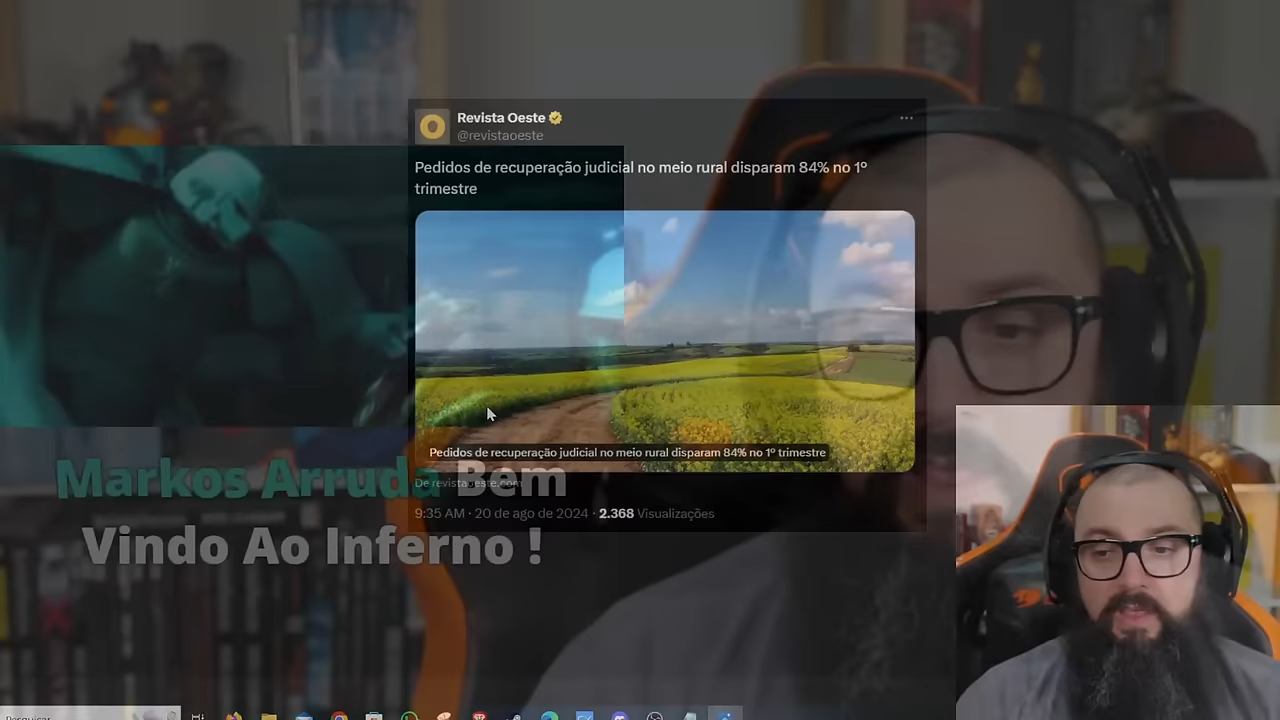 Revista Oeste
@revistaoeste
Pedidos de recuperação judicial no meio rural disparam 84% no 1º
trimestre
Pedidos de recuperação judicial no meio rural disparam 84% no 1º trimestre
De revistaoeste.com
9:35 AM · 20 de ago de 2024 · 2.368 Visualizações
Markos Arruda Bem
Vindo Ao Inferno !
Pesquisar